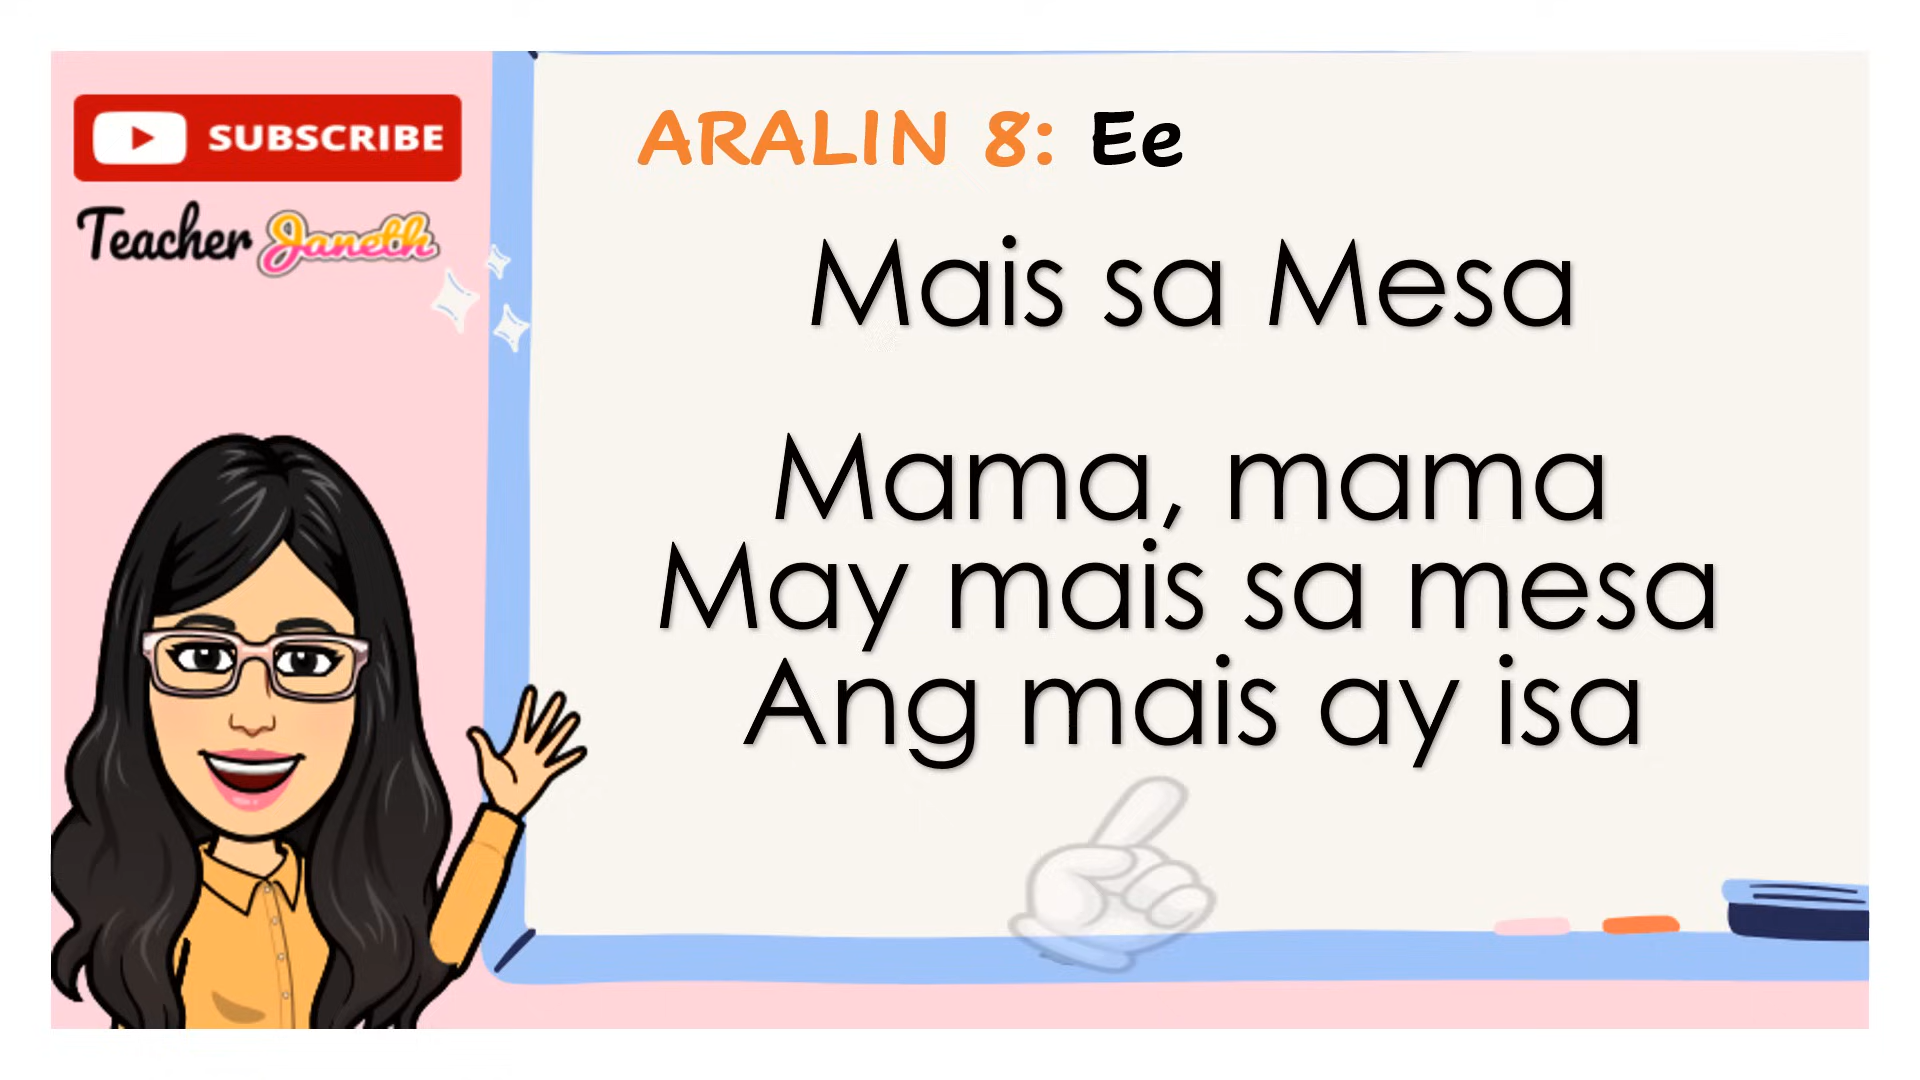 SUBSCRIBE
Teacher Janeth
ARALIN 8: Ee
Mais sa Mesa
Mama, mama
May mais sa mesa
Ang mais ay isa